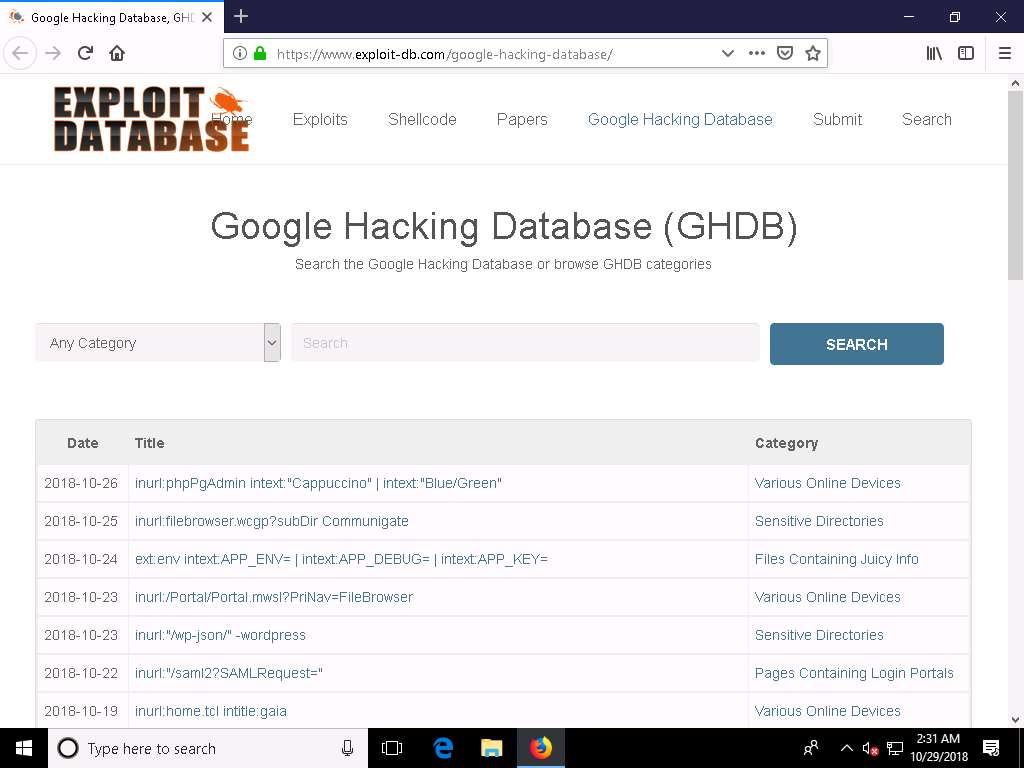 Google Hacking Database, GHD
https://www.exploit-db.com/google-hacking-database/
EXPLOIT DATABASE
Home Exploits Shellcode Papers Google Hacking Database Submit Search
Google Hacking Database (GHDB)
Search the Google Hacking Database or browse GHDB categories
Any Category Search SEARCH
Date Title Category
2018-10-26 inurl:phpPgAdmin intext:"Cappuccino" | intext:"Blue/Green" Various Online Devices
2018-10-25 inurl:filebrowser.wcgp?subDir Communigate Sensitive Directories
2018-10-24 ext:env intext:APP_ENV= | intext:APP_DEBUG= | intext:APP_KEY= Files Containing Juicy Info
2018-10-23 inurl:/Portal/Portal.mwsl?PriNav=FileBrowser Various Online Devices
2018-10-23 inurl:"/wp-json/" -wordpress Sensitive Directories
2018-10-22 inurl:"/saml2?SAMLRequest=" Pages Containing Login Portals
2018-10-19 inurl:home.tcl intitle:gaia Various Online Devices
Type here to search 2:31 AM
10/29/2018